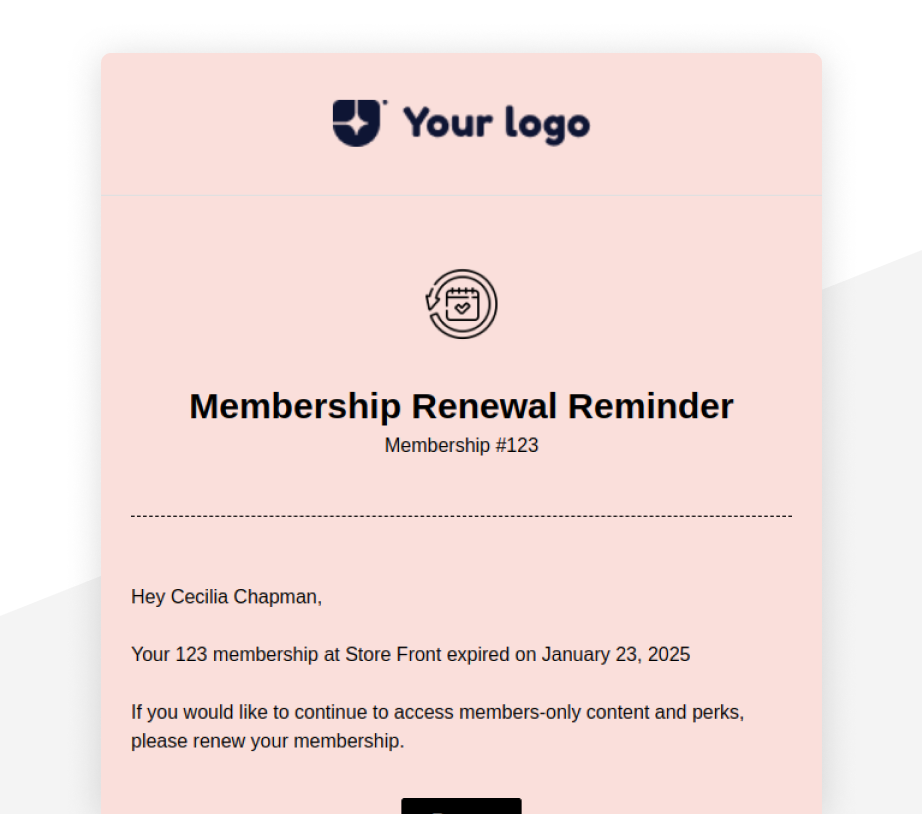 Your logo
Membership Renewal Reminder
Membership #123
Hey Cecilia Chapman,
Your 123 membership at Store Front expired on January 23, 2025
If you would like to continue to access members-only content and perks,
please renew your membership.